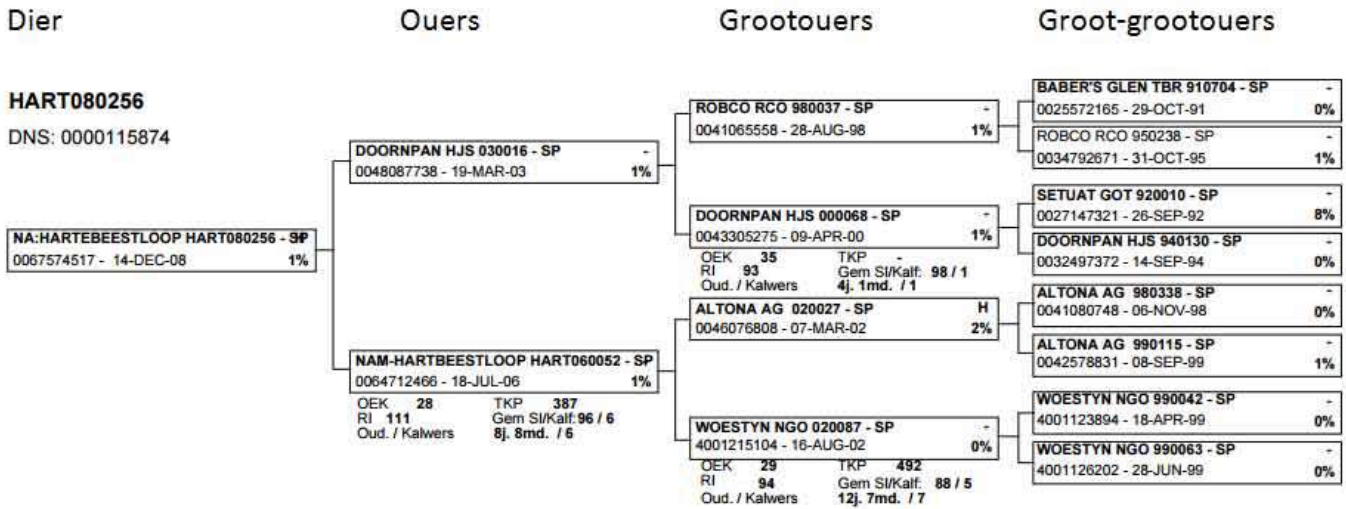 Dier
Ouers
Grootouers
Groot-grootouers
HART080256
DNS: 0000115874
NA:HARTEBEESTLOOP HART080256 - SP H
0067574517 - 14-DEC-08 1%
DOORNPAN HJS 030016 - SP -
0048087738 - 19-MAR-03 1%
NAM-HARTBEESTLOOP HART060052 - SP -
0064712466 - 18-JUL-06 1%
OEK 28 TKP 387
RI 111 Gem Sl/Kalf: 96 / 6
Oud. / Kalwers 8j. 8md. / 6
ROBCO RCO 980037 - SP -
0041065558 - 28-AUG-98 1%
DOORNPAN HJS 000068 - SP -
0043305275 - 09-APR-00 1%
OEK 35 TKP -
RI 93 Gem Sl/Kalf: 98 / 1
Oud. / Kalwers 4j. 1md. / 1
ALTONA AG 020027 - SP H
0046076808 - 07-MAR-02 2%
WOESTYN NGO 020087 - SP -
4001215104 - 16-AUG-02 0%
OEK 29 TKP 492
RI 94 Gem Sl/Kalf: 88 / 5
Oud. / Kalwers 12j. 7md. / 7
BABER'S GLEN TBR 910704 - SP -
0025572165 - 29-OCT-91 0%
ROBCO RCO 950238 - SP -
0034792671 - 31-OCT-95 1%
SETUAT GOT 920010 - SP -
0027147321 - 26-SEP-92 8%
DOORNPAN HJS 940130 - SP -
0032497372 - 14-SEP-94 0%
ALTONA AG 980338 - SP -
0041080748 - 06-NOV-98 0%
ALTONA AG 990115 - SP -
0042578831 - 08-SEP-99 1%
WOESTYN NGO 990042 - SP -
4001123894 - 18-APR-99 0%
WOESTYN NGO 990063 - SP -
4001126202 - 28-JUN-99 0%